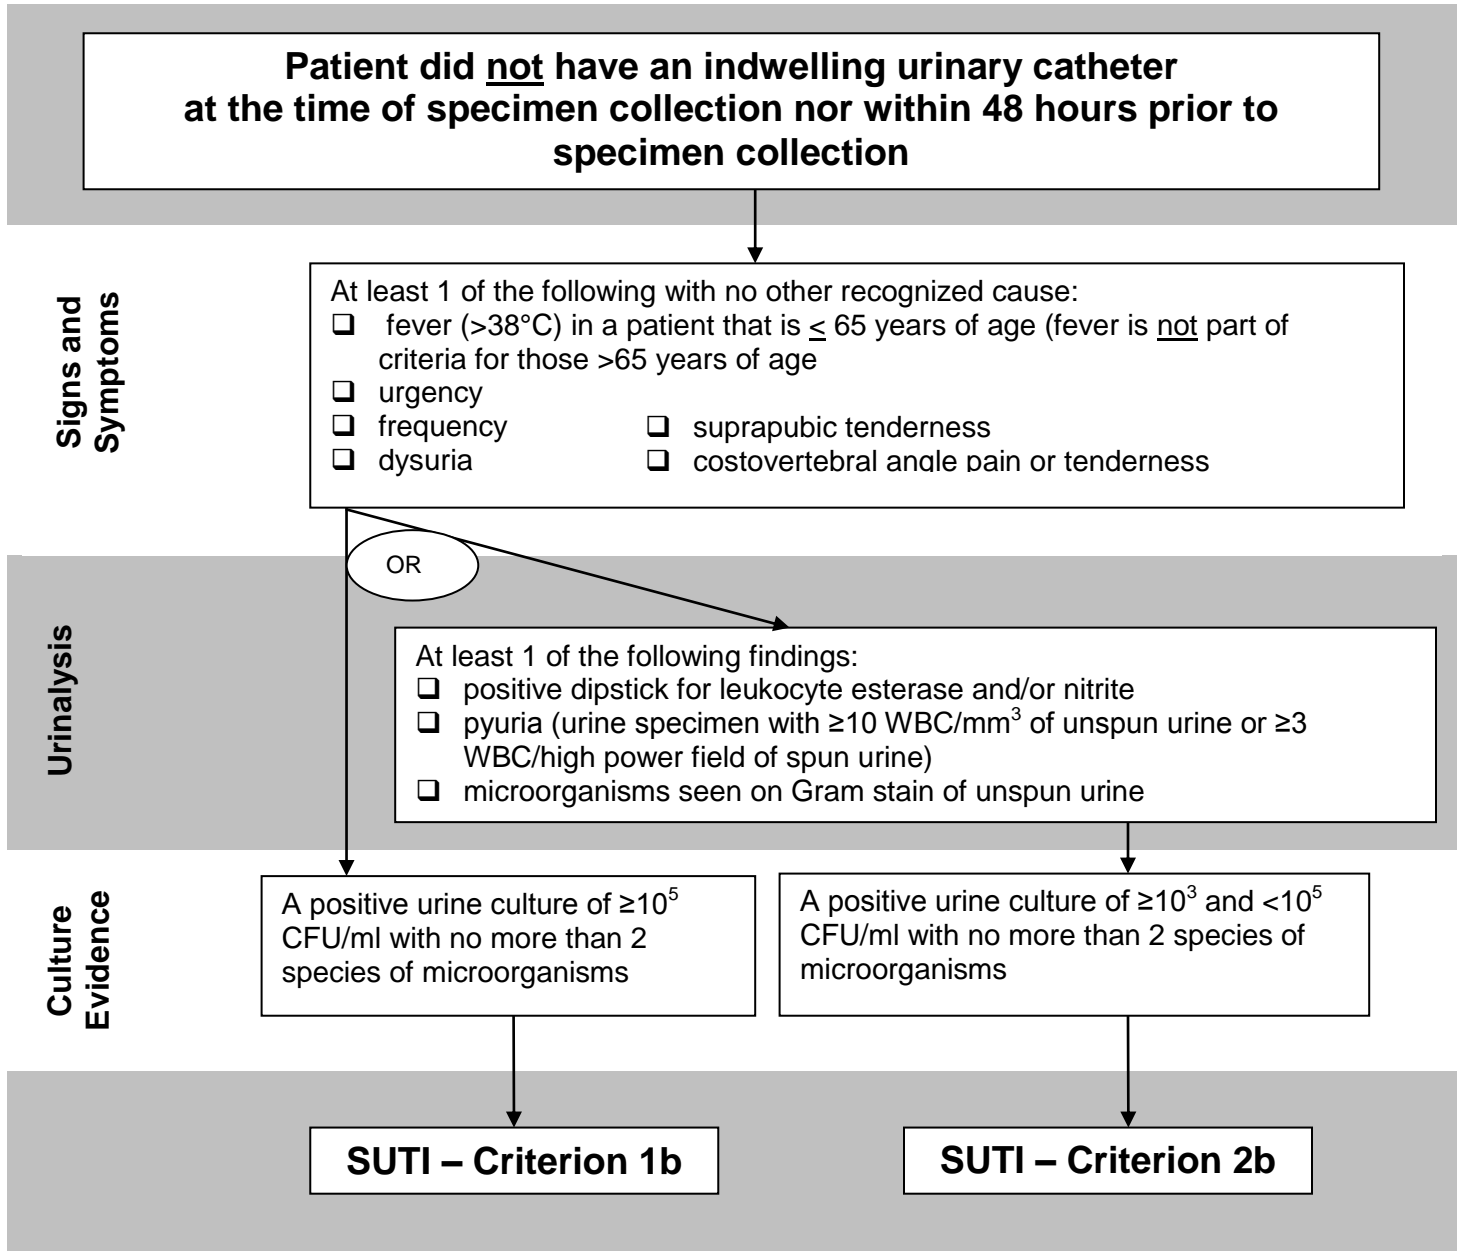 Patient did not have an indwelling urinary catheter
at the time of specimen collection nor within 48 hours prior to
specimen collection
Signs and
Symptoms
At least 1 of the following with no other recognized cause:
❑ fever (>38°C) in a patient that is ≤ 65 years of age (fever is not part of
criteria for those >65 years of age
❑ urgency
❑ frequency ❑ suprapubic tenderness
❑ dysuria ❑ costovertebral angle pain or tenderness
OR
Urinalysis
At least 1 of the following findings:
❑ positive dipstick for leukocyte esterase and/or nitrite
❑ pyuria (urine specimen with ≥10 WBC/mm³ of unspun urine or ≥3
WBC/high power field of spun urine)
❑ microorganisms seen on Gram stain of unspun urine
Culture
Evidence
A positive urine culture of ≥10⁵
CFU/ml with no more than 2
species of microorganisms
A positive urine culture of ≥10³ and <10⁵
CFU/ml with no more than 2 species of
microorganisms
SUTI – Criterion 1b
SUTI – Criterion 2b